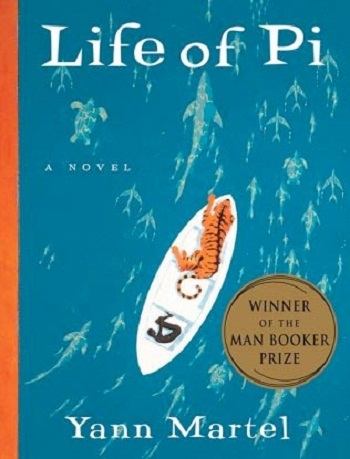 Life of Pi
A NOVEL
WINNER
OF THE
MAN BOOKER
PRIZE
Yann Martel